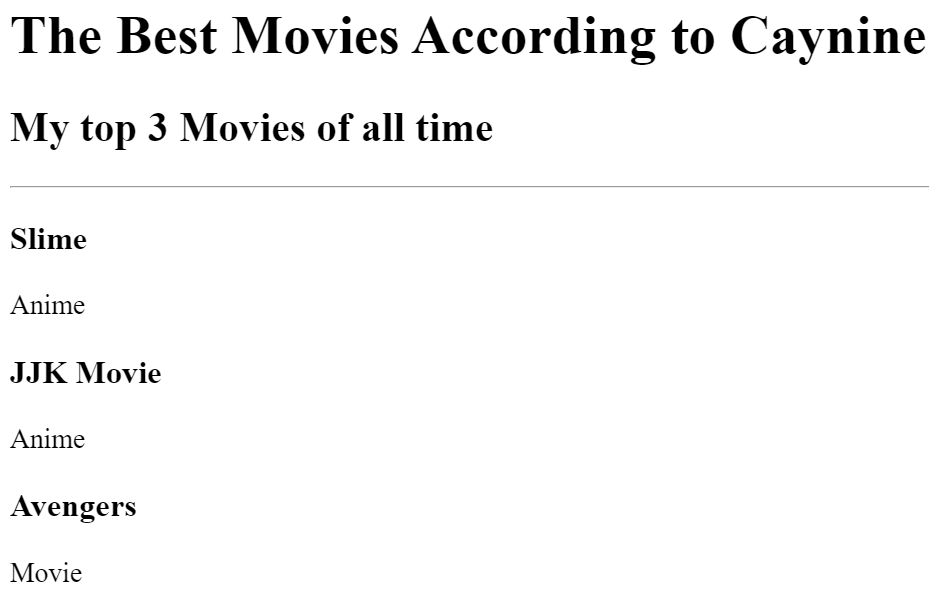 The Best Movies According to Caynine
My top 3 Movies of all time
Slime
Anime
JJK Movie
Anime
Avengers
Movie